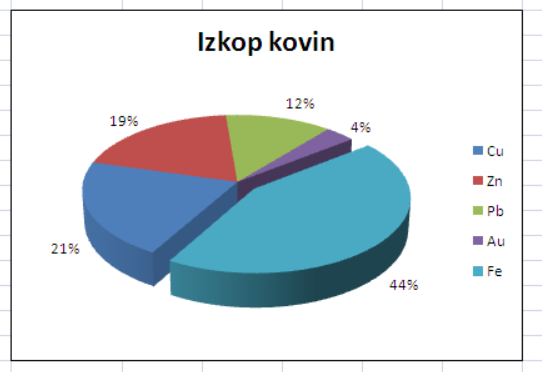 Izkop kovin
12%
19%
4%
21%
44%
Cu
Zn
Pb
Au
Fe